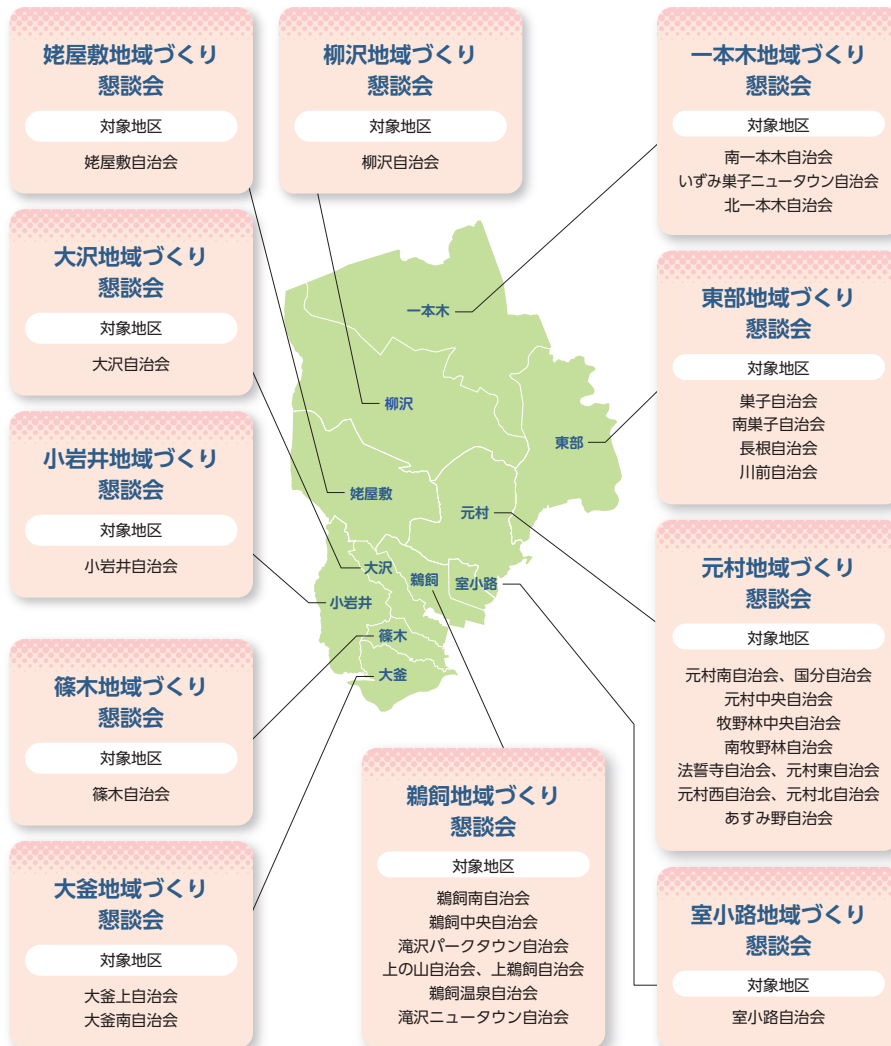 姥屋敷地域づくり
懇談会
対象地区
姥屋敷自治会
柳沢地域づくり
懇談会
対象地区
柳沢自治会
一本木地域づくり
懇談会
対象地区
南一本木自治会
いずみ巣子ニュータウン自治会
北一本木自治会
大沢地域づくり
懇談会
対象地区
大沢自治会
東部地域づくり
懇談会
対象地区
巣子自治会
南巣子自治会
長根自治会
川前自治会
小岩井地域づくり
懇談会
対象地区
小岩井自治会
一本木
柳沢
東部
姥屋敷
元村
大沢
鵜飼
室小路
小岩井
篠木
大釜
元村地域づくり
懇談会
対象地区
元村南自治会、国分自治会
元村中央自治会
牧野林中央自治会
南牧野林自治会
法誓寺自治会、元村東自治会
元村西自治会、元村北自治会
あすみ野自治会
篠木地域づくり
懇談会
対象地区
篠木自治会
大釜地域づくり
懇談会
対象地区
大釜上自治会
大釜南自治会
鵜飼地域づくり
懇談会
対象地区
鵜飼南自治会
鵜飼中央自治会
滝沢パークタウン自治会
上の山自治会、上鵜飼自治会
鵜飼温泉自治会
滝沢ニュータウン自治会
室小路地域づくり
懇談会
対象地区
室小路自治会